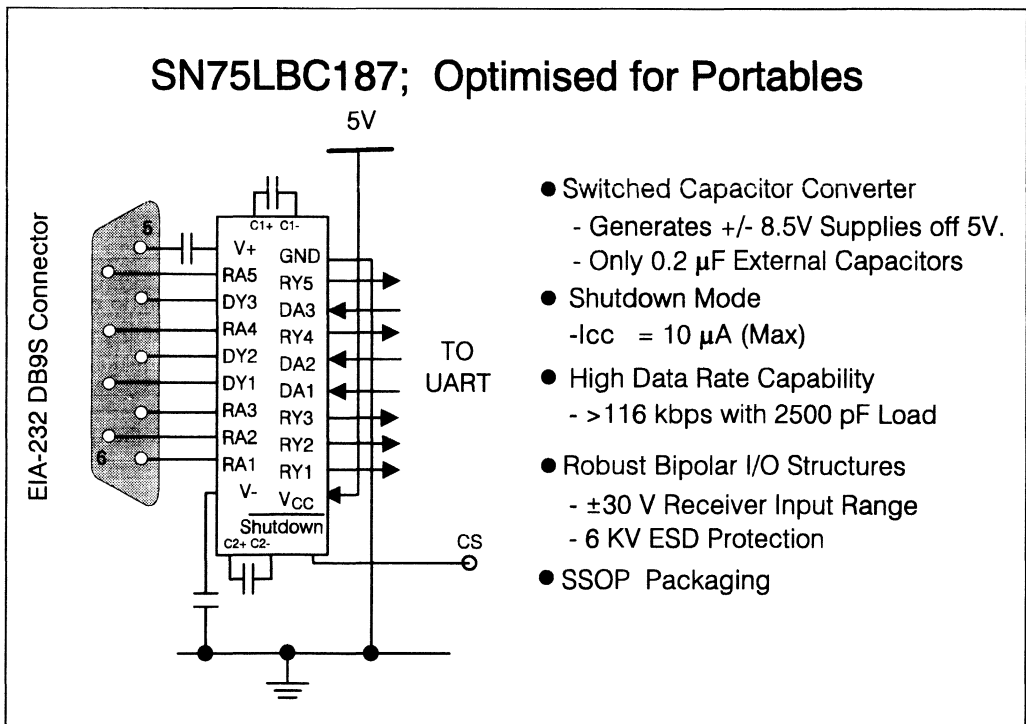 SN75LBC187; Optimised for Portables
5V
EIA-232 DB9S Connector
5
6
C1+ C1-
V+
RA5
DY3
RA4
DY2
DY1
RA3
RA2
RA1
V-
GND
RY5
DA3
RY4
DA2
DA1
RY3
RY2
RY1
VCC
Shutdown
C2+ C2-
TO
UART
CS
● Switched Capacitor Converter
- Generates +/- 8.5V Supplies off 5V.
- Only 0.2 µF External Capacitors
● Shutdown Mode
-Icc = 10 µA (Max)
● High Data Rate Capability
- >116 kbps with 2500 pF Load
● Robust Bipolar I/O Structures
- ±30 V Receiver Input Range
- 6 KV ESD Protection
● SSOP Packaging